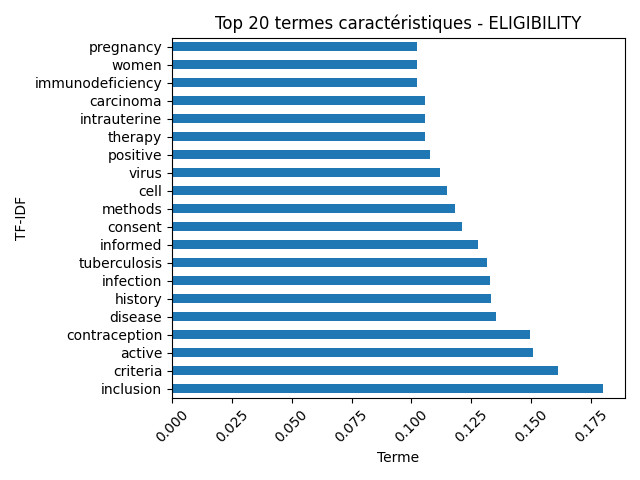 Top 20 termes caractéristiques - ELIGIBILITY
pregnancy
women
immunodeficiency
carcinoma
intrauterine
therapy
positive
virus
cell
methods
consent
informed
tuberculosis
infection
history
disease
contraception
active
criteria
inclusion
TF-IDF
0.000 0.025 0.050 0.075 0.100 0.125 0.150 0.175
Terme